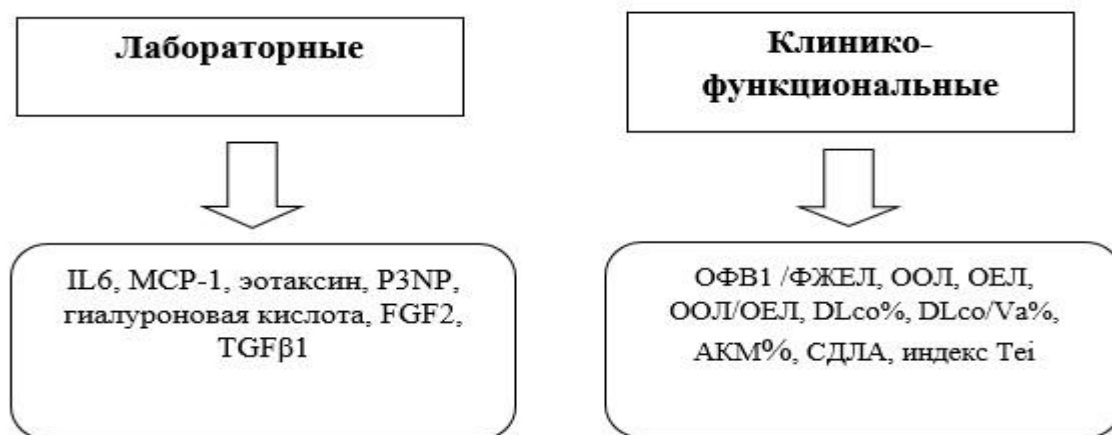 Лабораторные
Клинико-
функциональные
IL6, MCP-1, эотаксин, P3NP,
гиалуроновая кислота, FGF2,
TGFβ1
ОФВ1 /ФЖЕЛ, ООЛ, ОЕЛ,
ООЛ/ОЕЛ, DLco%, DLco/Va%,
АКМ%, СДЛА, индекс Tei